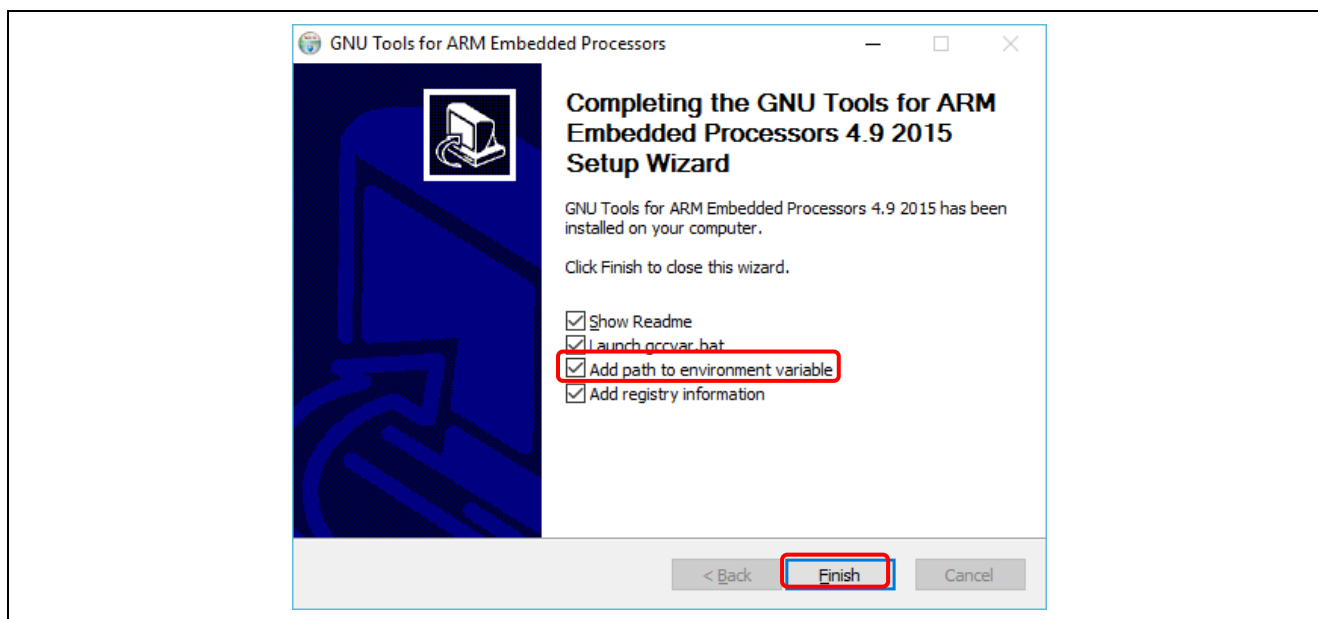 GNU Tools for ARM Embedded Processors
Completing the GNU Tools for ARM
Embedded Processors 4.9 2015
Setup Wizard
GNU Tools for ARM Embedded Processors 4.9 2015 has been
installed on your computer.
Click Finish to close this wizard.
Show Readme
Launch gccvar.bat
Add path to environment variable
Add registry information
< Back
Finish
Cancel